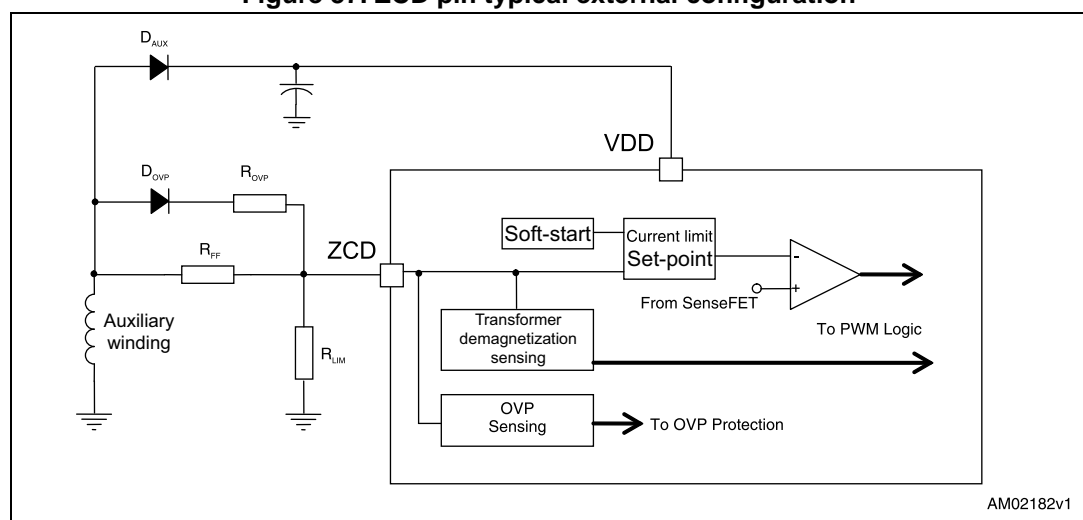 Figure 37. ZCD pin typical external configuration
DAUX
VDD
DOVP
ROVP
RFF
ZCD
Soft-start
Current limit
Set-point
-
+
From SenseFET
To PWM Logic
Auxiliary
winding
RLIM
Transformer
demagnetization
sensing
OVP
Sensing
To OVP Protection
AM02182v1